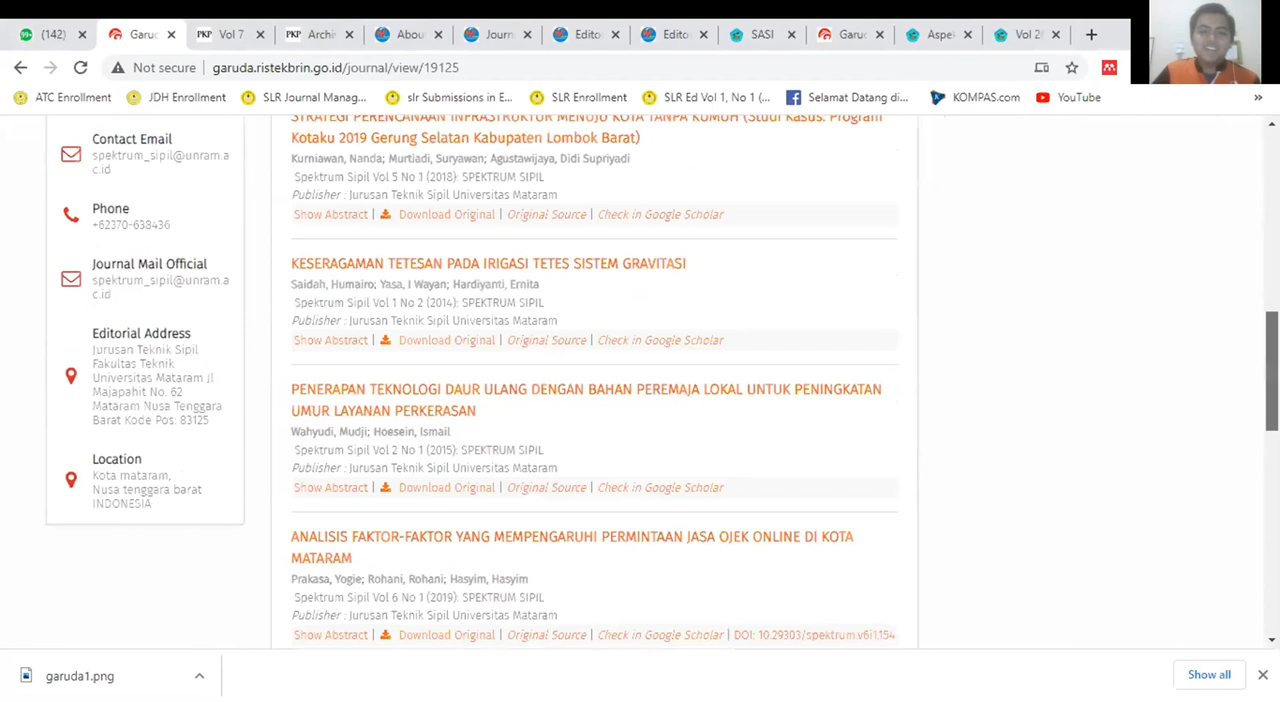 (142)
Garuc
Vol 7
Archi
Abou
Journ
Edito
Edito
SASI
Garuc
Aspek
Vol 2
Not secure
garuda.ristekbrin.go.id/journal/view/19125
ATC Enrollment
JDH Enrollment
SLR Journal Manag...
slr Submissions in E...
SLR Enrollment
SLR Ed Vol 1, No 1 (...
Selamat Datang di...
KOMPAS.com
YouTube
»
Contact Email
spektrum_sipil@unram.a
c.id
Phone
+62370-638436
Journal Mail Official
spektrum_sipil@unram.a
c.id
Editorial Address
Jurusan Teknik Sipil
Fakultas Teknik
Universitas Mataram Jl
Majapahit No. 62
Mataram Nusa Tenggara
Barat Kode Pos: 83125
Location
Kota mataram,
Nusa tenggara barat
INDONESIA
STRATEGI PERENCANAAN INFRASTRUKTUR MENUJU KOTA TANPA KUMUH (Studi Kasus: Program
Kotaku 2019 Gerung Selatan Kabupaten Lombok Barat)
Kurniawan, Nanda; Murtiadi, Suryawan; Agustawijaya, Didi Supriyadi
Spektrum Sipil Vol 5 No 1 (2018): SPEKTRUM SIPIL
Publisher : Jurusan Teknik Sipil Universitas Mataram
Show Abstract | Download Original | Original Source | Check in Google Scholar
KESERAGAMAN TETESAN PADA IRIGASI TETES SISTEM GRAVITASI
Saidah, Humairo; Yasa, I Wayan; Hardiyanti, Ernita
Spektrum Sipil Vol 1 No 2 (2014): SPEKTRUM SIPIL
Publisher : Jurusan Teknik Sipil Universitas Mataram
Show Abstract | Download Original | Original Source | Check in Google Scholar
PENERAPAN TEKNOLOGI DAUR ULANG DENGAN BAHAN PEREMAJA LOKAL UNTUK PENINGKATAN
UMUR LAYANAN PERKERASAN
Wahyudi, Mudji; Hoesein, Ismail
Spektrum Sipil Vol 2 No 1 (2015): SPEKTRUM SIPIL
Publisher : Jurusan Teknik Sipil Universitas Mataram
Show Abstract | Download Original | Original Source | Check in Google Scholar
ANALISIS FAKTOR-FAKTOR YANG MEMPENGARUHI PERMINTAAN JASA OJEK ONLINE DI KOTA
MATARAM
Prakasa, Yogie; Rohani, Rohani; Hasyim, Hasyim
Spektrum Sipil Vol 6 No 1 (2019): SPEKTRUM SIPIL
Publisher : Jurusan Teknik Sipil Universitas Mataram
Show Abstract | Download Original | Original Source | Check in Google Scholar | DOI: 10.29303/spektrum.v6i1.154
garuda1.png
Show all